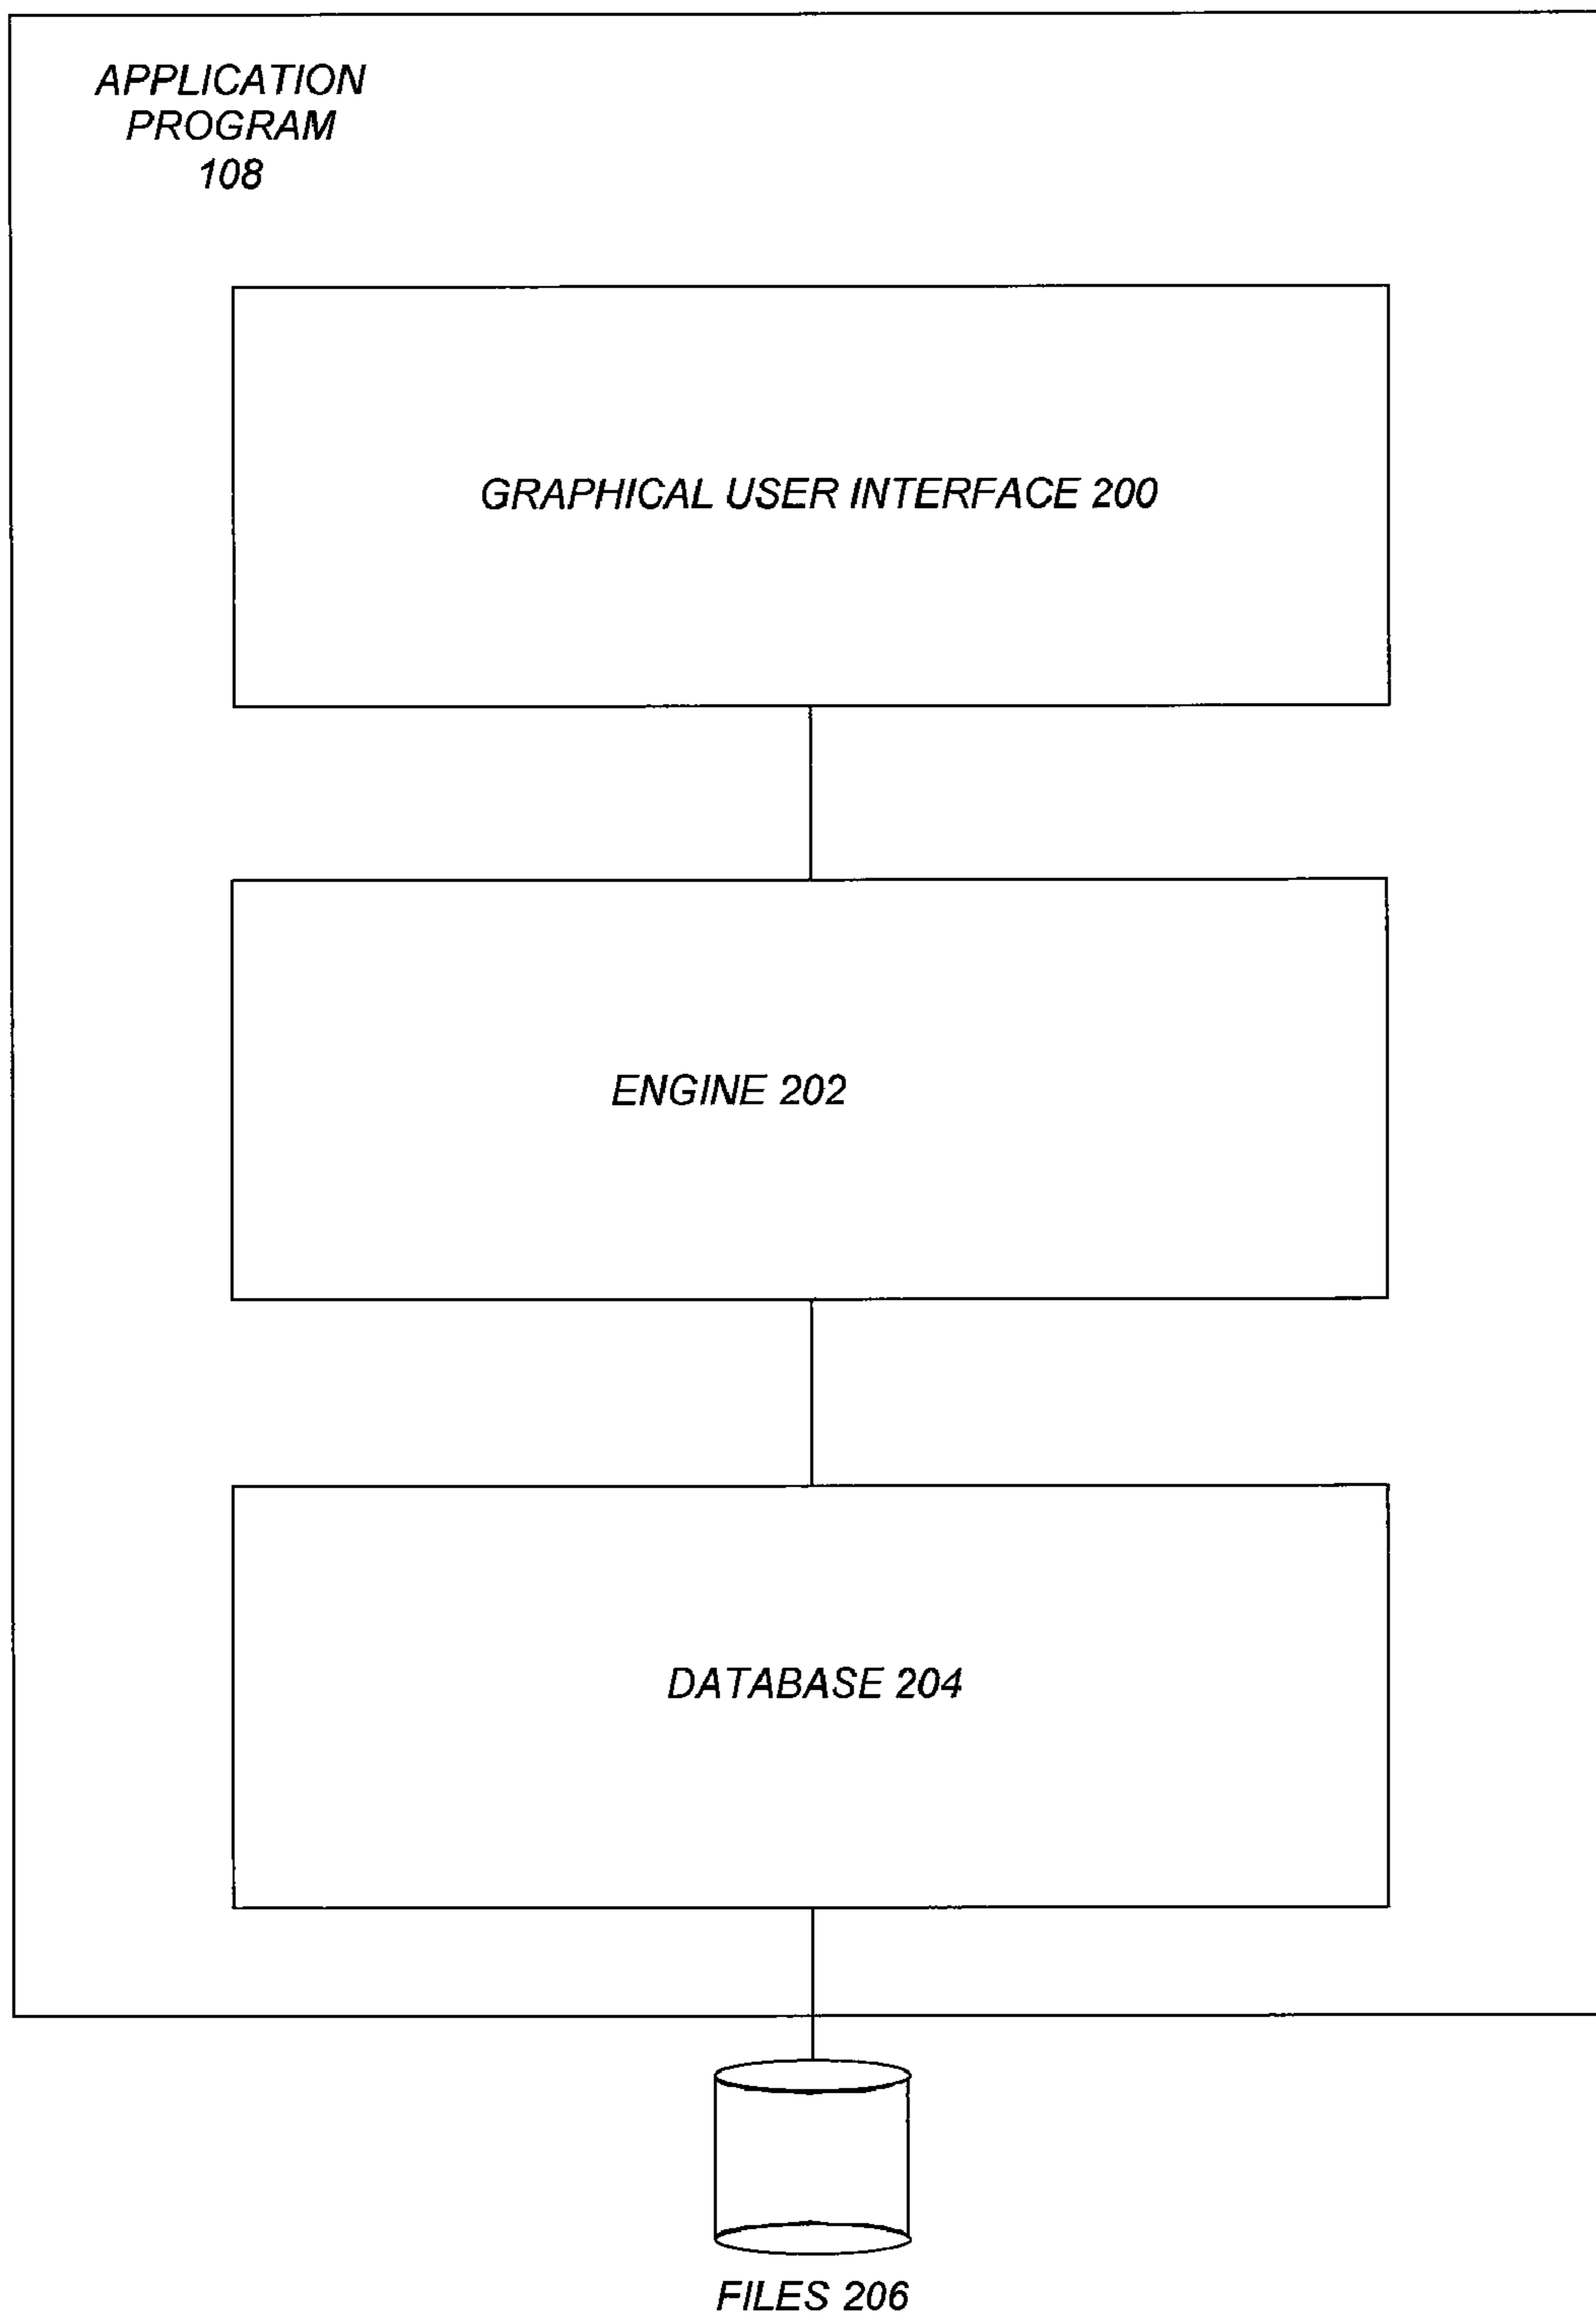 APPLICATION
PROGRAM
108
GRAPHICAL USER INTERFACE 200
ENGINE 202
DATABASE 204
FILES 206